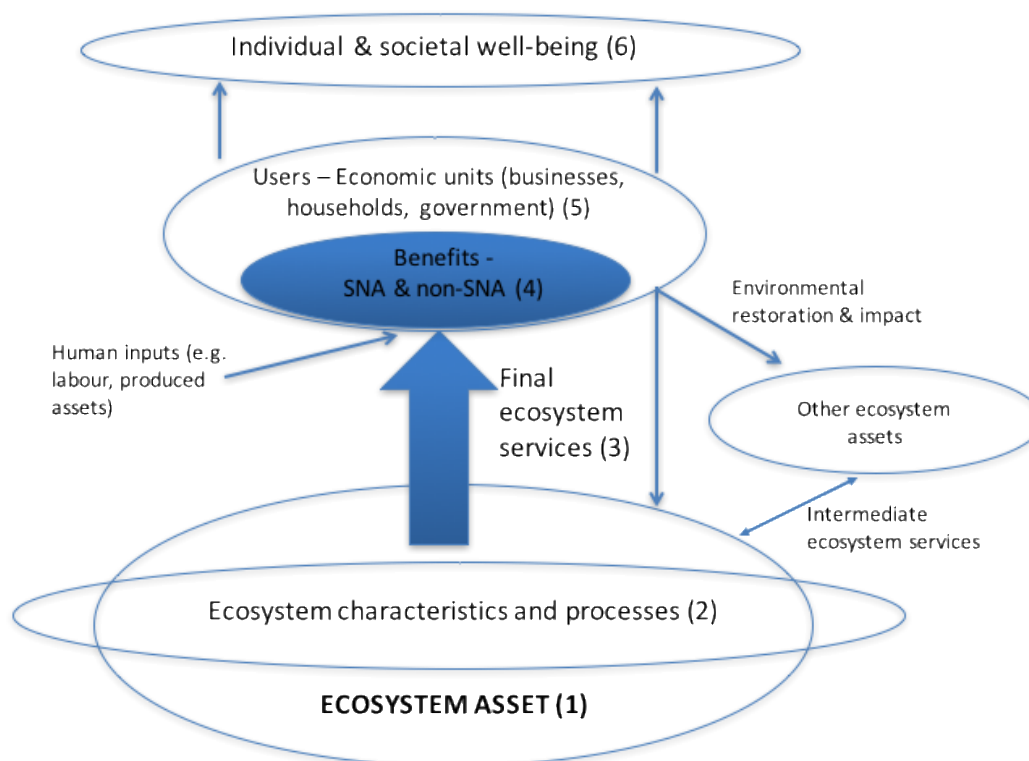 Individual & societal well-being (6)
Users – Economic units (businesses,
households, government) (5)
Benefits -
SNA & non-SNA (4)
Environmental
restoration & impact
Human inputs (e.g.
labour, produced
assets)
Final
ecosystem
services (3)
Other ecosystem
assets
Intermediate
ecosystem services
Ecosystem characteristics and processes (2)
ECOSYSTEM ASSET (1)